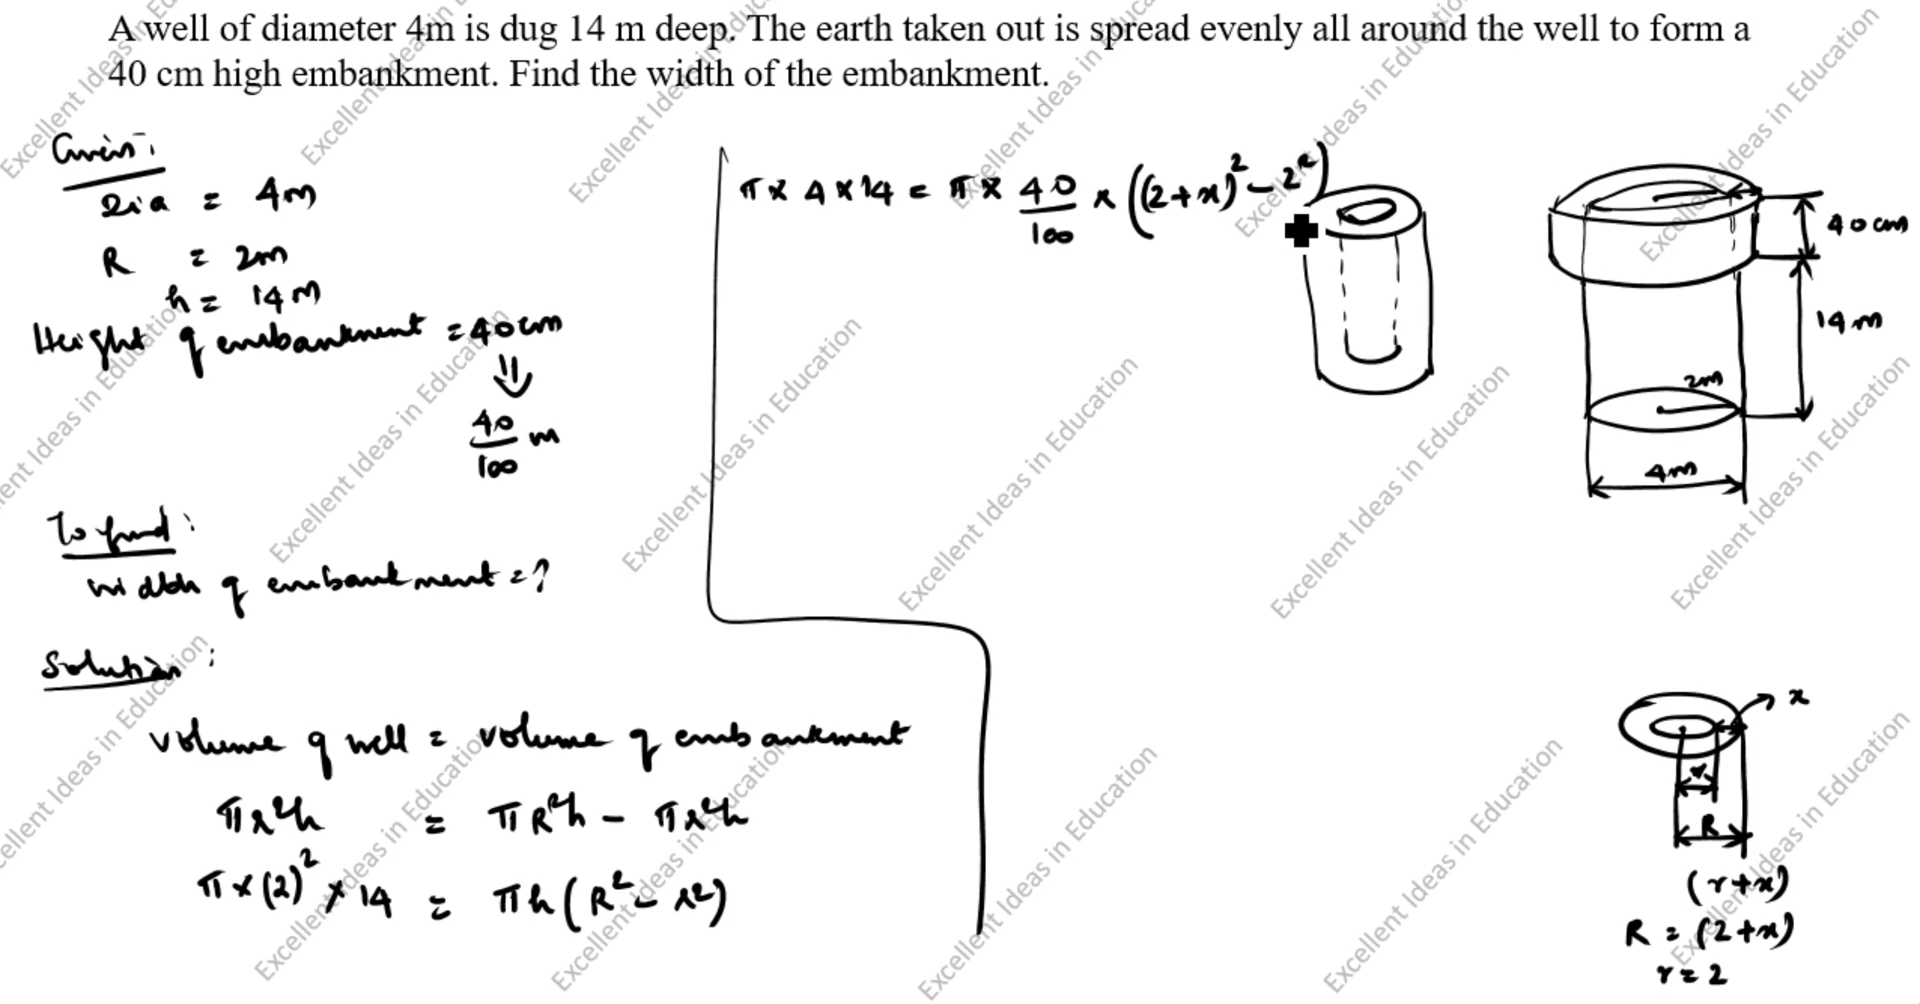 A well of diameter 4m is dug 14 m deep. The earth taken out is spread evenly all around the well to form a
40 cm high embankment. Find the width of the embankment.
Given:
Dia = 4m
R = 2m
h = 14m
Height of embankment = 40cm
⇓
40/100 m
To find:
width of embankment = ?
Solution:
volume of well = volume of embankment
πr²h = πR²h - πr²h
π×(2)² × 14 = πh(R² - r²)
π × 4 × 14 = π × 40/100 × ((2+x)² - 2²)
40cm
14m
2m
4m
x
r
R
(r+x)
R = (2+x)
r = 2
Excellent Ideas in Education